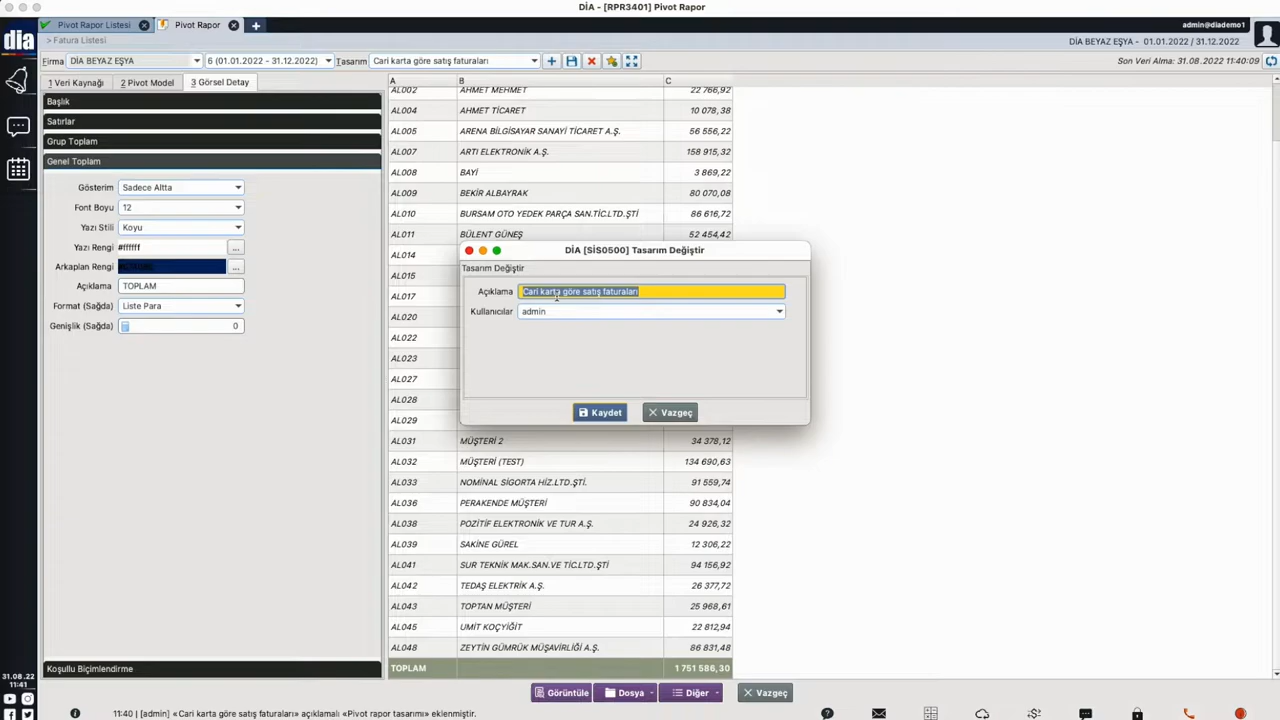 DİA - [RPR3401] Pivot Rapor
dia
Pivot Rapor Listesi
Pivot Rapor
admin@diademo1
> Fatura Listesi
DİA BEYAZ EŞYA - 01.01.2022 / 31.12.2022
Firma DİA BEYAZ EŞYA 6 (01.01.2022 - 31.12.2022) Tasarım Cari karta göre satış faturaları
Son Veri Alma: 31.08.2022 11:40:09
1 Veri Kaynağı 2 Pivot Model 3 Görsel Detay
Başlık
Satırlar
Grup Toplam
Genel Toplam
Gösterim Sadece Altta
Font Boyu 12
Yazı Stili Koyu
Yazı Rengi #ffffff ...
Arkaplan Rengi ...
Açıklama TOPLAM
Format (Sağda) Liste Para
Genişlik (Sağda) 0
Koşullu Biçimlendirme
A B C
AL002 AHMET MEHMET 22 766,92
AL004 AHMET TİCARET 10 078,38
AL005 ARENA BİLGİSAYAR SANAYİ TİCARET A.Ş. 56 556,22
AL007 ARTI ELEKTRONİK A.Ş. 158 915,32
AL008 BAYİ 3 869,22
AL009 BEKİR ALBAYRAK 80 070,08
AL010 BURSAM OTO YEDEK PARÇA SAN.TİC.LTD.ŞTİ 86 616,72
AL011 BÜLENT GÜNEŞ 52 454,42
AL014
AL015
AL017
AL020
AL022
AL023
AL027
AL028
AL029
AL031 MÜŞTERİ 2 34 378,12
AL032 MÜŞTERİ (TEST) 134 690,63
AL033 NOMİNAL SİGORTA HİZ.LTD.ŞTİ. 91 559,74
AL036 PERAKENDE MÜŞTERİ 90 834,04
AL038 POZİTİF ELEKTRONİK VE TUR A.Ş. 24 926,32
AL039 SAKİNE GÜREL 12 306,22
AL041 SUR TEKNİK MAK.SAN.VE TİC.LTD.ŞTİ 94 156,92
AL042 TEDAŞ ELEKTRİK A.Ş. 26 377,72
AL043 TOPTAN MÜŞTERİ 25 968,61
AL045 UMİT KOÇYİĞİT 22 812,94
AL048 ZEYTİN GÜMRÜK MÜŞAVİRLİĞİ A.Ş. 86 831,48
TOPLAM 1 751 586,30
DİA [SİS0500] Tasarım Değiştir
Tasarım Değiştir
Açıklama Cari karta göre satış faturaları
Kullanıcılar admin
Kaydet Vazgeç
Görüntüle Dosya Diğer Vazgeç
31.08.22
11:41
11:40 | [admin] «Cari karta göre satış faturaları» açıklamalı «Pivot rapor tasarımı» eklenmiştir.